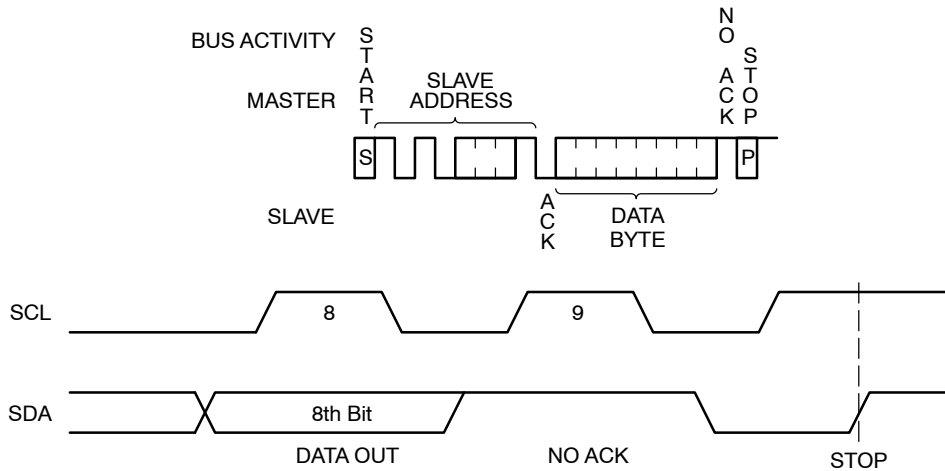 BUS ACTIVITY
MASTER
START
SLAVE
ADDRESS
NO ACK
STOP
S
P
SLAVE
ACK
DATA
BYTE
SCL
8
9
SDA
8th Bit
DATA OUT
NO ACK
STOP